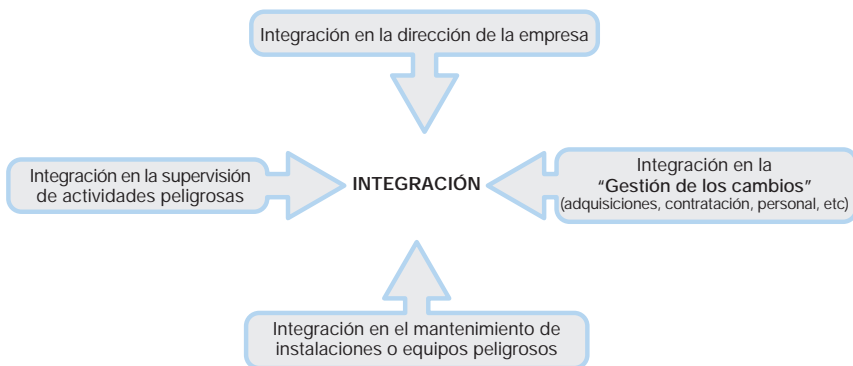 Integración en la dirección de la empresa
Integración en la supervisión
de actividades peligrosas
INTEGRACIÓN
Integración en la
“Gestión de los cambios”
(adquisiciones, contratación, personal, etc)
Integración en el mantenimiento de
instalaciones o equipos peligrosos